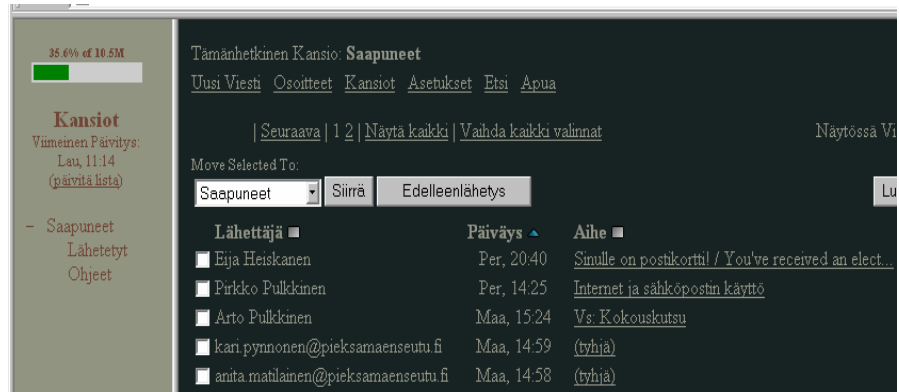 35.6% of 10.5M
Kansiot
Viimeinen Päivitys:
Lau, 11:14
(päivitä lista)
– Saapuneet
Lähetetyt
Ohjeet
Tämänhetkinen Kansio: Saapuneet
Uusi Viesti Osoitteet Kansiot Asetukset Etsi Apua
| Seuraava | 1 2 | Näytä kaikki | Vaihda kaikki valinnat
Näytössä Vi
Move Selected To:
Saapuneet Siirrä Edelleenlähetys Lu
Lähettäjä Päiväys Aihe
Eija Heiskanen Per, 20:40 Sinulle on postikortti! / You've received an elect...
Pirkko Pulkkinen Per, 14:25 Internet ja sähköpostin käyttö
Arto Pulkkinen Maa, 15:24 Vs: Kokouskutsu
kari.pynnonen@pieksamaenseutu.fi Maa, 14:59 (tyhjä)
anita.matilainen@pieksamaenseutu.fi Maa, 14:58 (tyhjä)